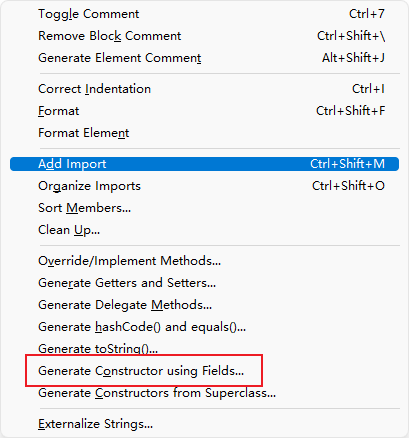 Toggle Comment Ctrl+7
Remove Block Comment Ctrl+Shift+\
Generate Element Comment Alt+Shift+J
Correct Indentation Ctrl+I
Format Ctrl+Shift+F
Format Element
Add Import Ctrl+Shift+M
Organize Imports Ctrl+Shift+O
Sort Members...
Clean Up...
Override/Implement Methods...
Generate Getters and Setters...
Generate Delegate Methods...
Generate hashCode() and equals()...
Generate toString()...
Generate Constructor using Fields...
Generate Constructors from Superclass...
Externalize Strings...